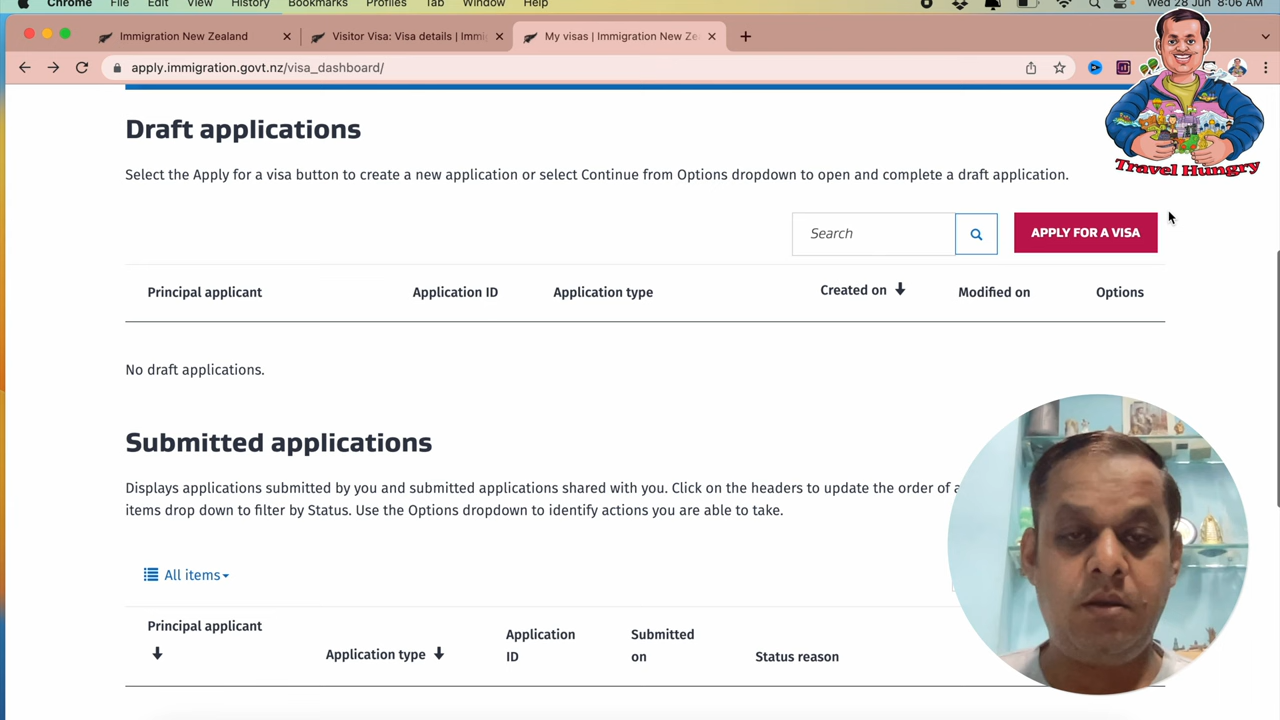 Chrome File Edit View History Bookmarks Profiles Tab Window Help Wed 28 Jun 8:06 AM
Immigration New Zealand
Visitor Visa: Visa details | Immi
My visas | Immigration New Ze
apply.immigration.govt.nz/visa_dashboard/
Travel Hungry
Draft applications
Select the Apply for a visa button to create a new application or select Continue from Options dropdown to open and complete a draft application.
Search
APPLY FOR A VISA
Principal applicant Application ID Application type Created on Modified on Options
No draft applications.
Submitted applications
Displays applications submitted by you and submitted applications shared with you. Click on the headers to update the order of
items drop down to filter by Status. Use the Options dropdown to identify actions you are able to take.
All items
Principal applicant Application type Application ID Submitted on Status reason